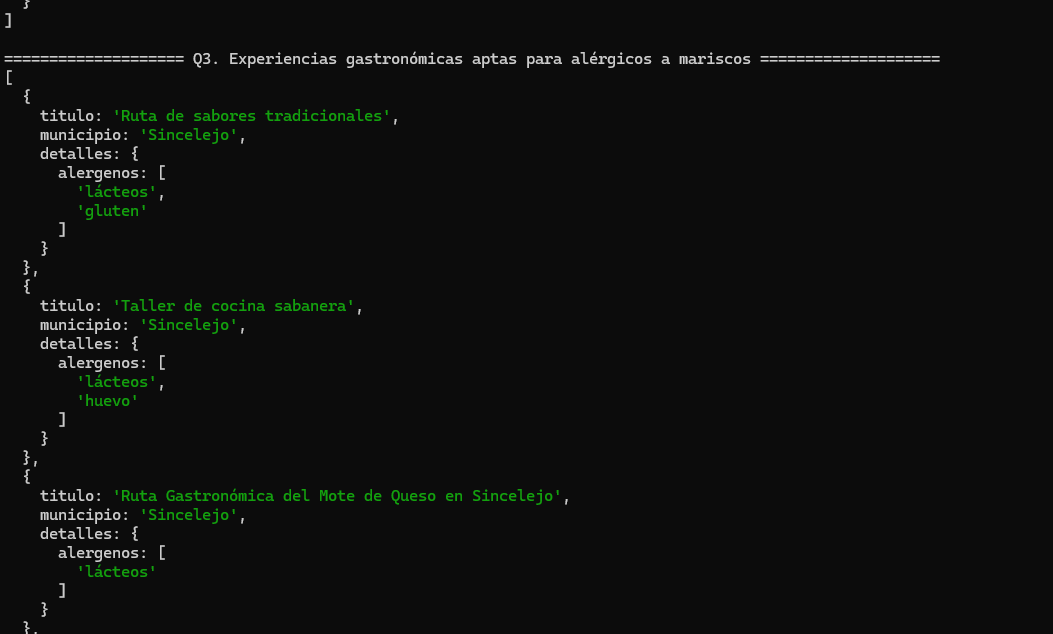 }
]
==================== Q3. Experiencias gastronómicas aptas para alérgicos a mariscos ====================
[
  {
    titulo: 'Ruta de sabores tradicionales',
    municipio: 'Sincelejo',
    detalles: {
      alergenos: [
        'lácteos',
        'gluten'
      ]
    }
  },
  {
    titulo: 'Taller de cocina sabanera',
    municipio: 'Sincelejo',
    detalles: {
      alergenos: [
        'lácteos',
        'huevo'
      ]
    }
  },
  {
    titulo: 'Ruta Gastronómica del Mote de Queso en Sincelejo',
    municipio: 'Sincelejo',
    detalles: {
      alergenos: [
        'lácteos'
      ]
    }
  },